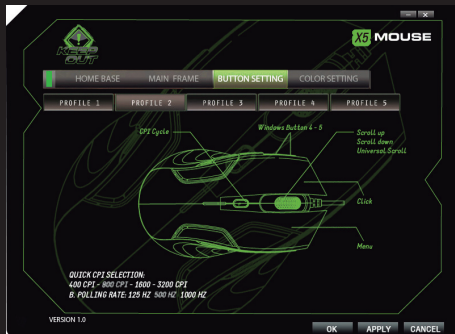 KEEP
OUT
X5 MOUSE
HOME BASE MAIN FRAME BUTTON SETTING COLOR SETTING
PROFILE 1 PROFILE 2 PROFILE 3 PROFILE 4 PROFILE 5
CPI Cycle
Windows Button 4 - 5
Scroll up
Scroll down
Universal Scroll
Click
Menu
QUICK CPI SELECTION:
400 CPI - 800 CPI - 1600 - 3200 CPI
B. POLLING RATE: 125 HZ 500 HZ 1000 HZ
VERSION 1.0
OK APPLY CANCEL